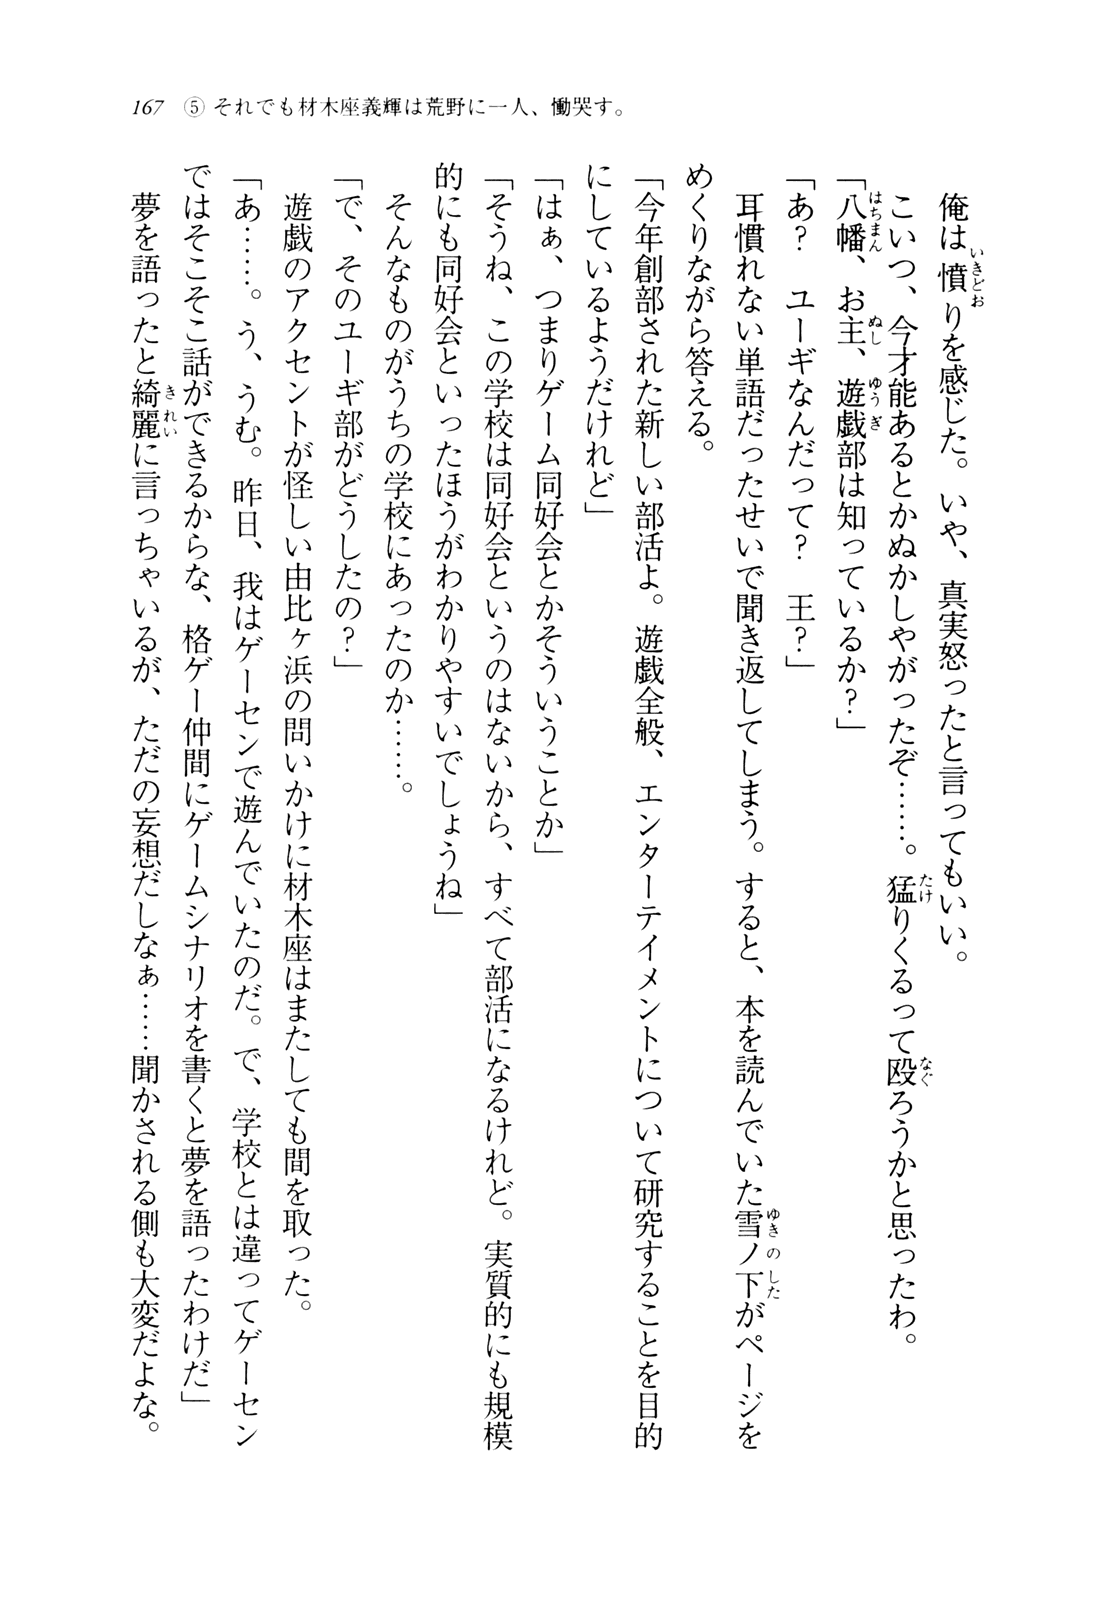 167 ⑤ それでも材木座義輝は荒野に一人、慟哭す。
俺は憤りを感じた。いや、真実怒ったと言ってもいい。
こいつ、今才能あるとかぬかしやがったぞ……。猛りくるって殴ろうかと思ったわ。
「八幡、お主、遊戯部は知っているか？」
「あ？　ユーギなんだって？　王？」
耳慣れない単語だったせいで聞き返してしまう。すると、本を読んでいた雪ノ下がページを
めくりながら答える。
「今年創部された新しい部活よ。遊戯全般、エンターテイメントについて研究することを目的
にしているようだけれど」
「はぁ、つまりゲーム同好会とかそういうことか」
「そうね、この学校は同好会というのはないから、すべて部活になるけれど。実質的にも規模
的にも同好会といったほうがわかりやすいでしょうね」
そんなものがうちの学校にあったのか……。
「で、そのユーギ部がどうしたの？」
遊戯のアクセントが怪しい由比ヶ浜の問いかけに材木座はまたしても間を取った。
「あ……。う、うむ。昨日、我はゲーセンで遊んでいたのだ。で、学校とは違ってゲーセン
ではそこそこ話ができるからな、格ゲー仲間にゲームシナリオを書くと夢を語ったわけだ」
夢を語ったと綺麗に言っちゃいるが、ただの妄想だしなぁ……聞かされる側も大変だよな。